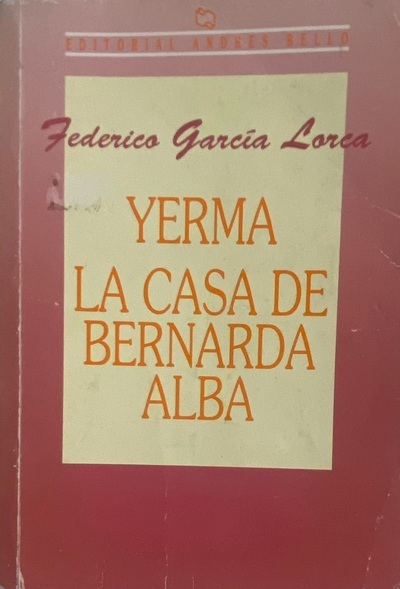 EDITORIAL ANDRES BELLO
Federico García Lorca
YERMA
LA CASA DE
BERNARDA
ALBA